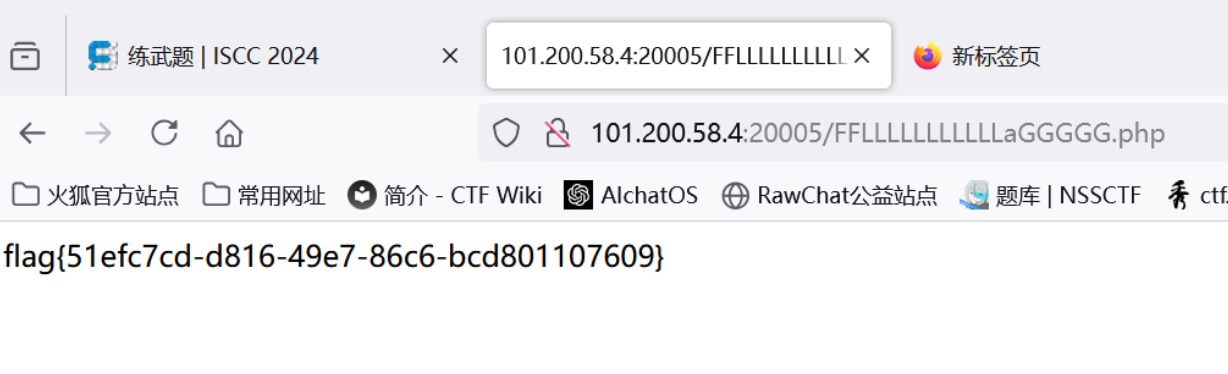 练武题 | ISCC 2024
101.200.58.4:20005/FFLLLLLLLLLL
新标签页
101.200.58.4:20005/FFLLLLLLLLLLLaGGGGG.php
火狐官方站点 常用网址 简介 - CTF Wiki AIchatOS RawChat公益站点 题库 | NSSCTF 秀 ctf.
flag{51efc7cd-d816-49e7-86c6-bcd801107609}